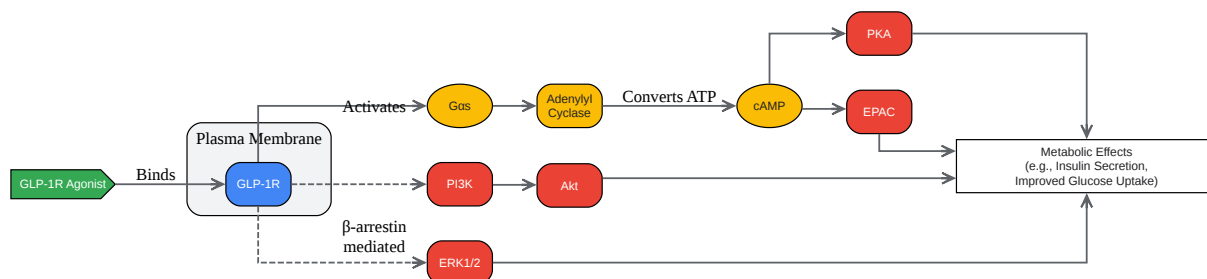 PKA
Activates
Gαs
Adenylyl
Cyclase
Converts ATP
cAMP
EPAC
Plasma Membrane
GLP-1R Agonist
Binds
GLP-1R
PI3K
Akt
Metabolic Effects
(e.g., Insulin Secretion,
Improved Glucose Uptake)
β-arrestin
mediated
ERK1/2